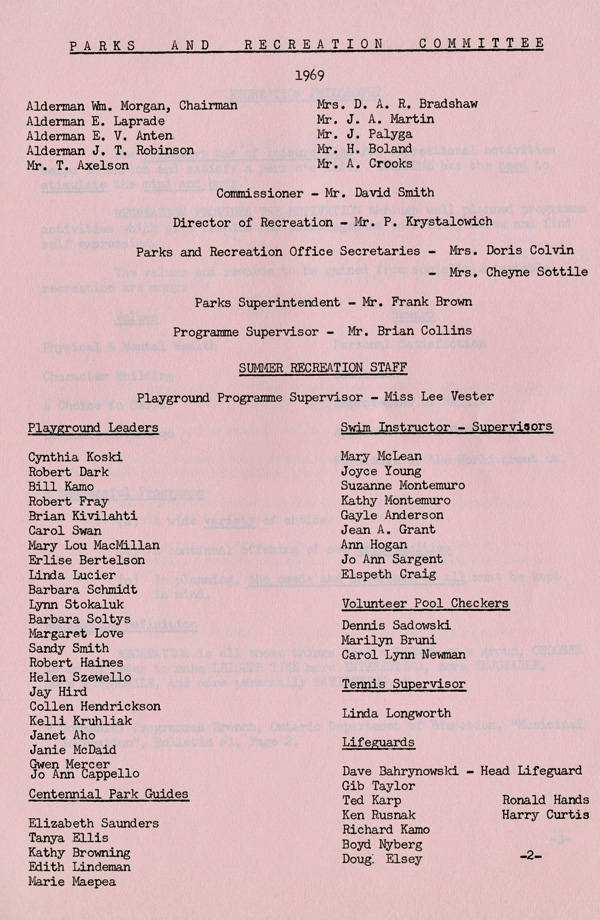 PARKS AND RECREATION COMMITTEE
1969
Alderman Wm. Morgan, Chairman
Alderman E. Laprade
Alderman E. V. Anten
Alderman J. T. Robinson
Mr. T. Axelson
Mrs. D. A. R. Bradshaw
Mr. J. A. Martin
Mr. J. Palyga
Mr. H. Boland
Mr. A. Crooks
Commissioner - Mr. David Smith
Director of Recreation - Mr. P. Krystalowich
Parks and Recreation Office Secretaries - Mrs. Doris Colvin
- Mrs. Cheyne Sottile
Parks Superintendent - Mr. Frank Brown
Programme Supervisor - Mr. Brian Collins
SUMMER RECREATION STAFF
Playground Programme Supervisor - Miss Lee Vester
Playground Leaders
Cynthia Koski
Robert Dark
Bill Kamo
Robert Fray
Brian Kivilahti
Carol Swan
Mary Lou MacMillan
Erlise Bertelson
Linda Lucier
Barbara Schmidt
Lynn Stokaluk
Barbara Soltys
Margaret Love
Sandy Smith
Robert Haines
Helen Szewello
Jay Hird
Collen Hendrickson
Kelli Kruhliak
Janet Aho
Janie McDaid
Gwen Mercer
Jo Ann Cappello
Centennial Park Guides
Elizabeth Saunders
Tanya Ellis
Kathy Browning
Edith Lindeman
Marie Maepea
Swim Instructor - Supervisors
Mary McLean
Joyce Young
Suzanne Montemuro
Kathy Montemuro
Gayle Anderson
Jean A. Grant
Ann Hogan
Jo Ann Sargent
Elspeth Craig
Volunteer Pool Checkers
Dennis Sadowski
Marilyn Bruni
Carol Lynn Newman
Tennis Supervisor
Linda Longworth
Lifeguards
Dave Bahrynowski - Head Lifeguard
Gib Taylor
Ted Karp Ronald Hands
Ken Rusnak Harry Curtis
Richard Kamo
Boyd Nyberg
Doug. Elsey
-2-